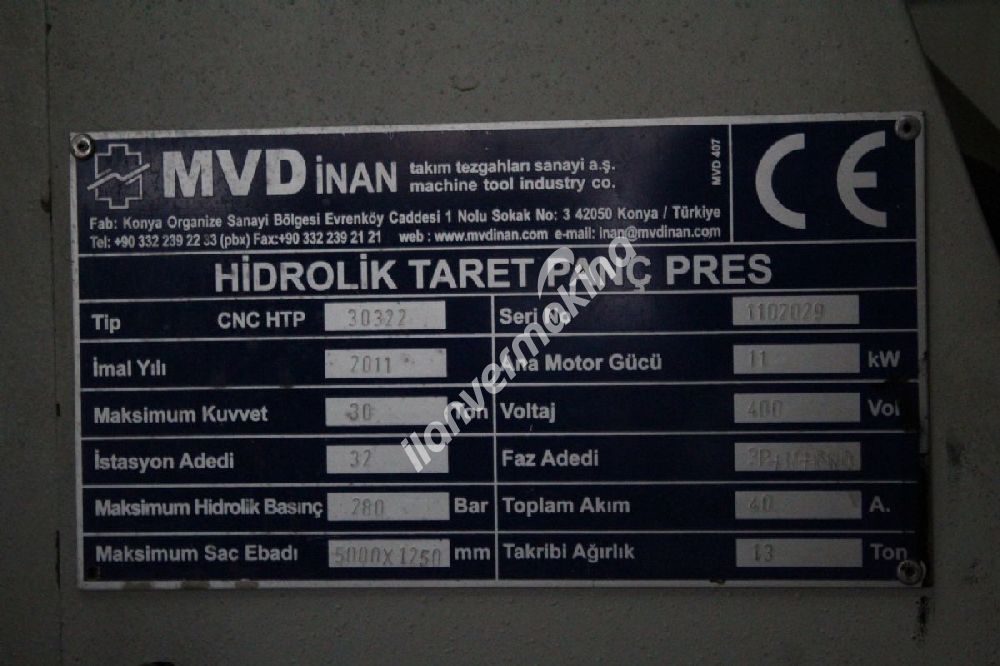 MVD İNAN takım tezgahları sanayi a.ş.
machine tool industry co.
MVD 407
CE
Fab: Konya Organize Sanayi Bölgesi Evrenköy Caddesi 1 Nolu Sokak No: 3 42050 Konya / Türkiye
Tel: +90 332 239 22 33 (pbx) Fax:+90 332 239 21 21 web : www.mvdinan.com e-mail: inan@mvdinan.com
HİDROLİK TARET PANÇ PRES
Tip CNC HTP 30322 Seri No 1102029
İmal Yılı 2011 Ana Motor Gücü 11 kW
Maksimum Kuvvet 30 Ton Voltaj 400 Vol
İstasyon Adedi 32 Faz Adedi
Maksimum Hidrolik Basınç 280 Bar Toplam Akım 40 A.
Maksimum Sac Ebadı 5000X1250 mm Takribi Ağırlık 13 Ton
ilanvermakina